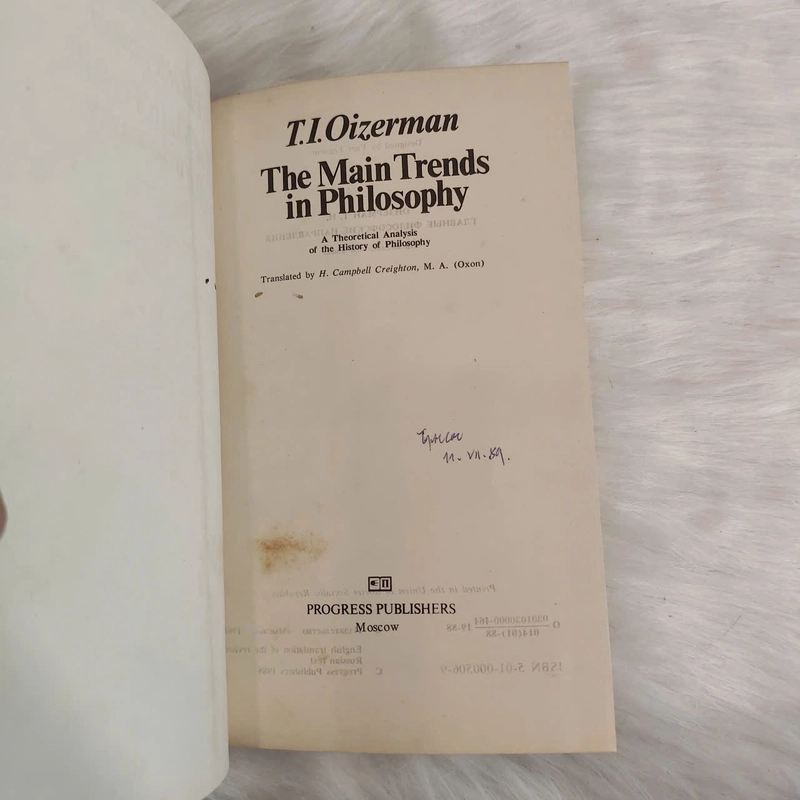 T.I.Oizerman
The Main Trends
in Philosophy
A Theoretical Analysis
of the History of Philosophy
Translated by H. Campbell Creighton, M. A. (Oxon)
11. VII. 89.
PROGRESS PUBLISHERS
Moscow